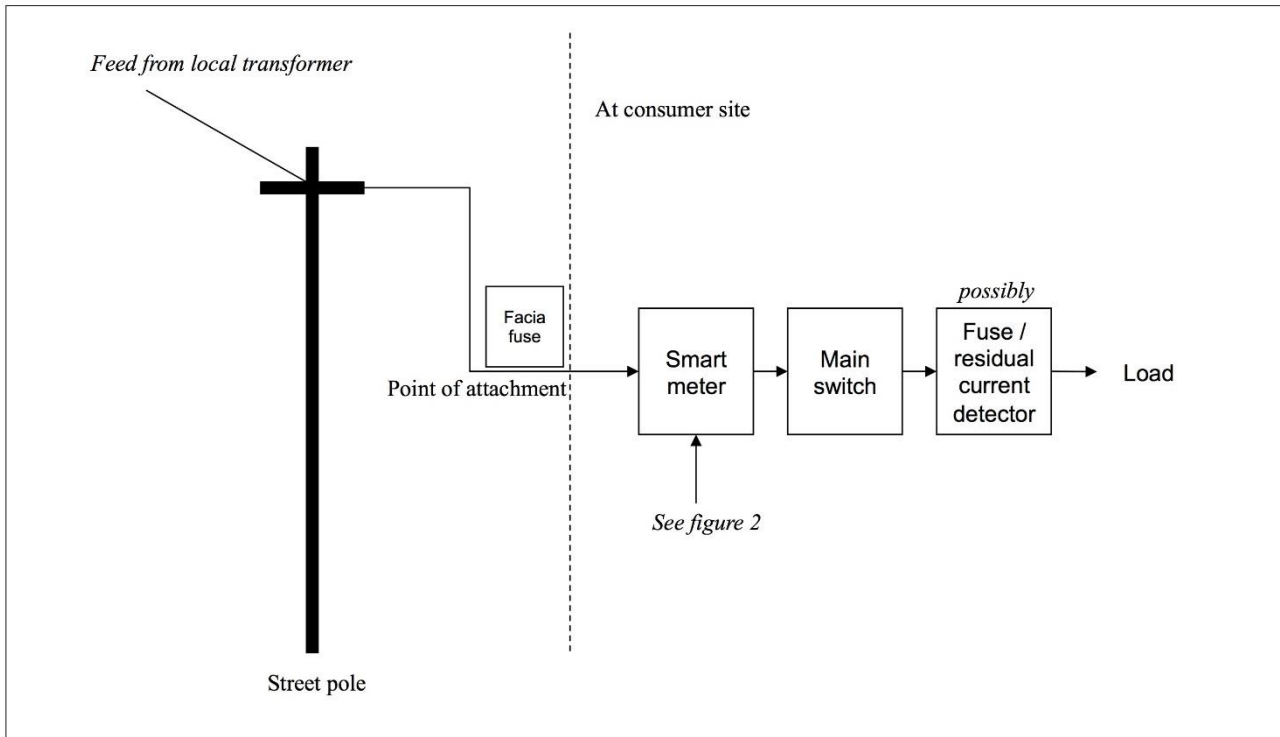 Feed from local transformer
At consumer site
Facia
fuse
Point of attachment
Smart
meter
Main
switch
possibly
Fuse /
residual
current
detector
Load
See figure 2
Street pole